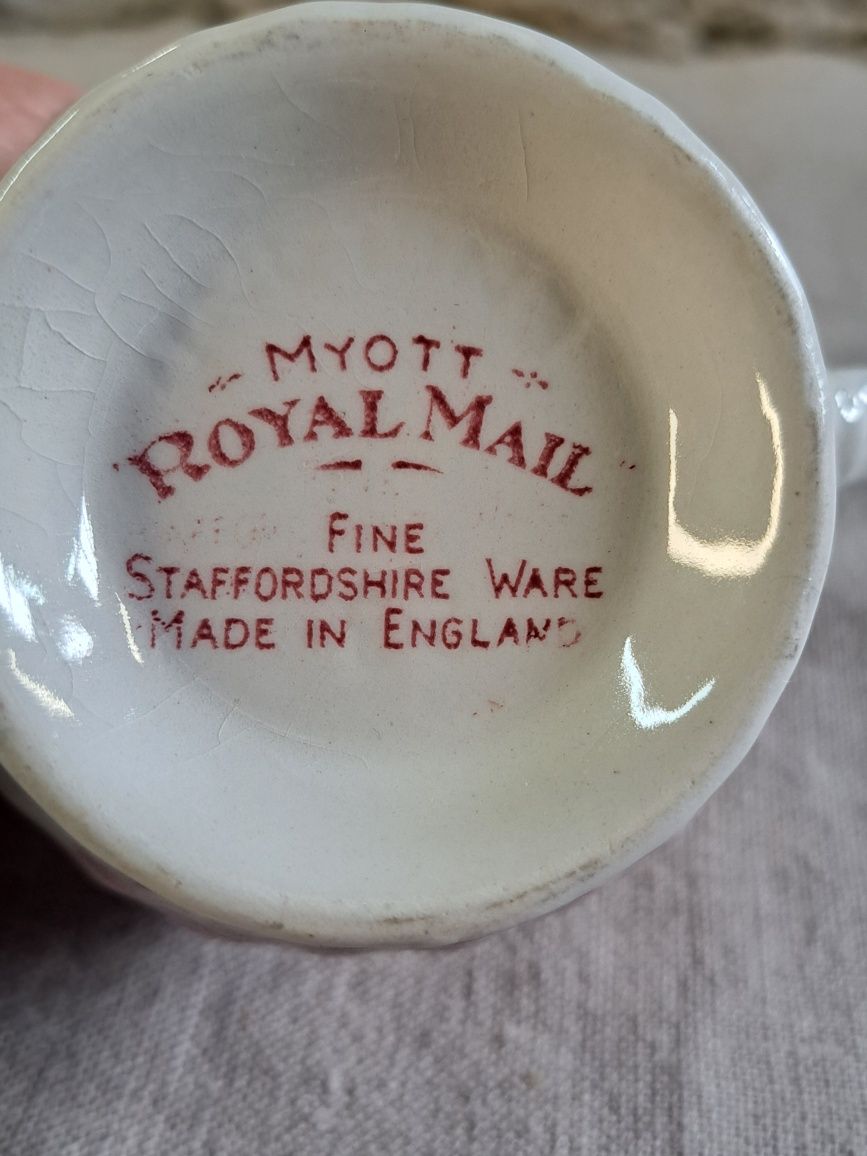 MYOTT
ROYAL MAIL
FINE
STAFFORDSHIRE WARE
MADE IN ENGLAND